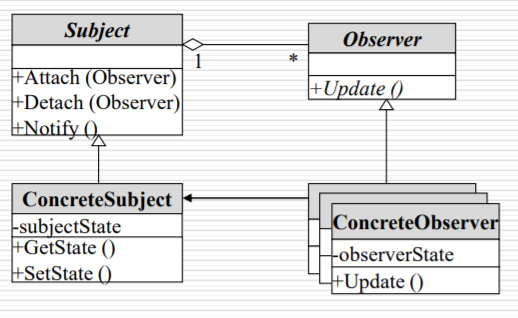 Subject
+Attach (Observer)
+Detach (Observer)
+Notify ()
1
*
Observer
+Update ()
ConcreteSubject
-subjectState
+GetState ()
+SetState ()
ConcreteObserver
-observerState
+Update ()